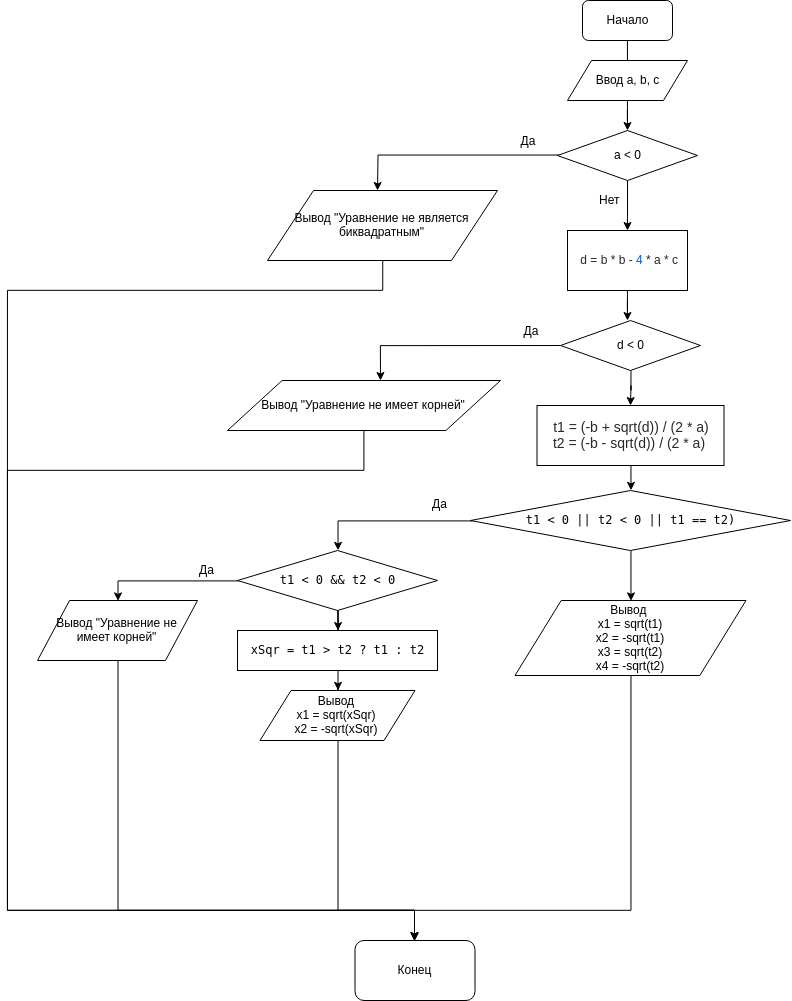 Начало
Ввод a, b, c
Да
a < 0
Нет
Вывод "Уравнение не является
биквадратным"
d = b * b - 4 * a * c
Да
d < 0
Вывод "Уравнение не имеет корней"
t1 = (-b + sqrt(d)) / (2 * a)
t2 = (-b - sqrt(d)) / (2 * a)
Да
t1 < 0 || t2 < 0 || t1 == t2)
Да
t1 < 0 && t2 < 0
Вывод "Уравнение не
имеет корней"
xSqr = t1 > t2 ? t1 : t2
Вывод
x1 = sqrt(xSqr)
x2 = -sqrt(xSqr)
Вывод
x1 = sqrt(t1)
x2 = -sqrt(t1)
x3 = sqrt(t2)
x4 = -sqrt(t2)
Конец